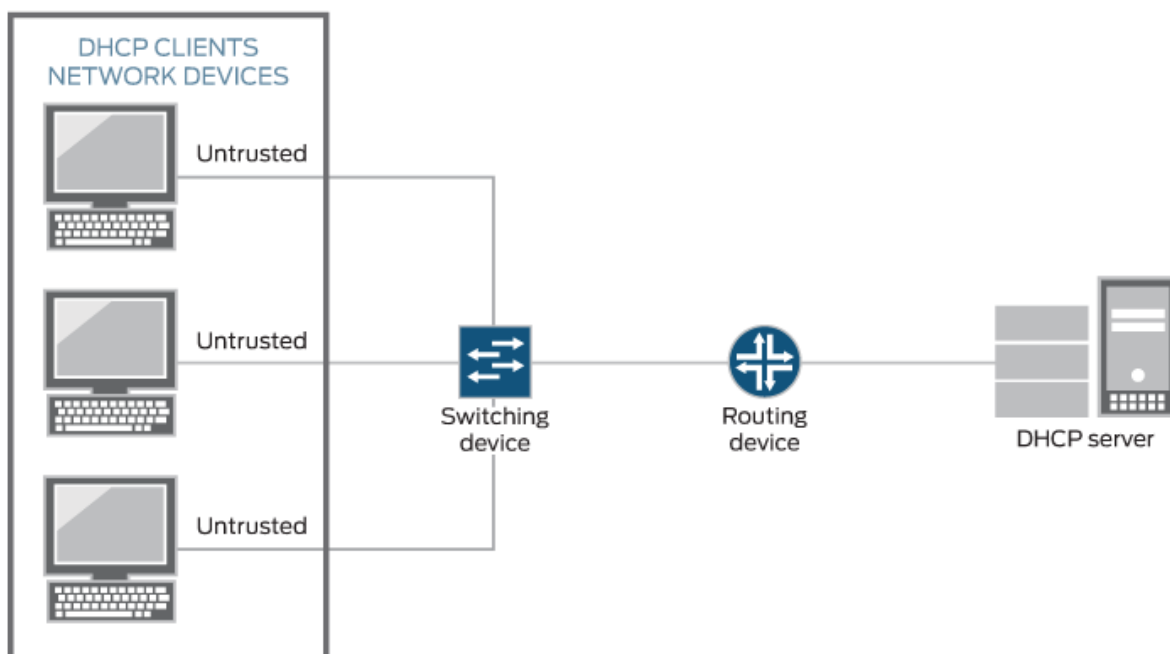 DHCP CLIENTS
NETWORK DEVICES
Untrusted
Untrusted
Untrusted
Switching
device
Routing
device
DHCP server